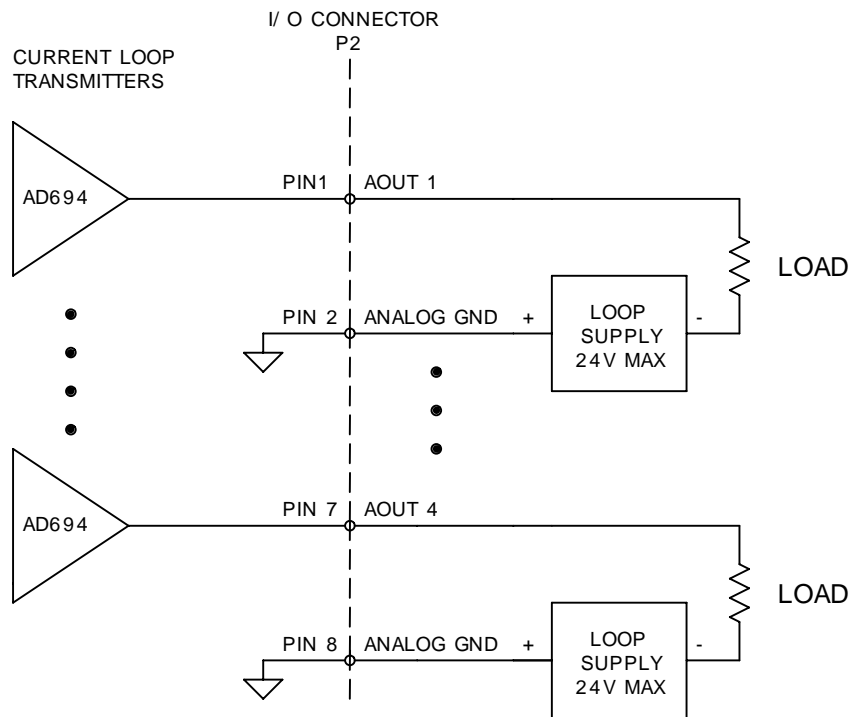 I/ O CONNECTOR
P2
CURRENT LOOP
TRANSMITTERS
AD694
PIN1
AOUT 1
LOAD
PIN 2
ANALOG GND
+
LOOP
SUPPLY
24V MAX
-
AD694
PIN 7
AOUT 4
LOAD
PIN 8
ANALOG GND
+
LOOP
SUPPLY
24V MAX
-